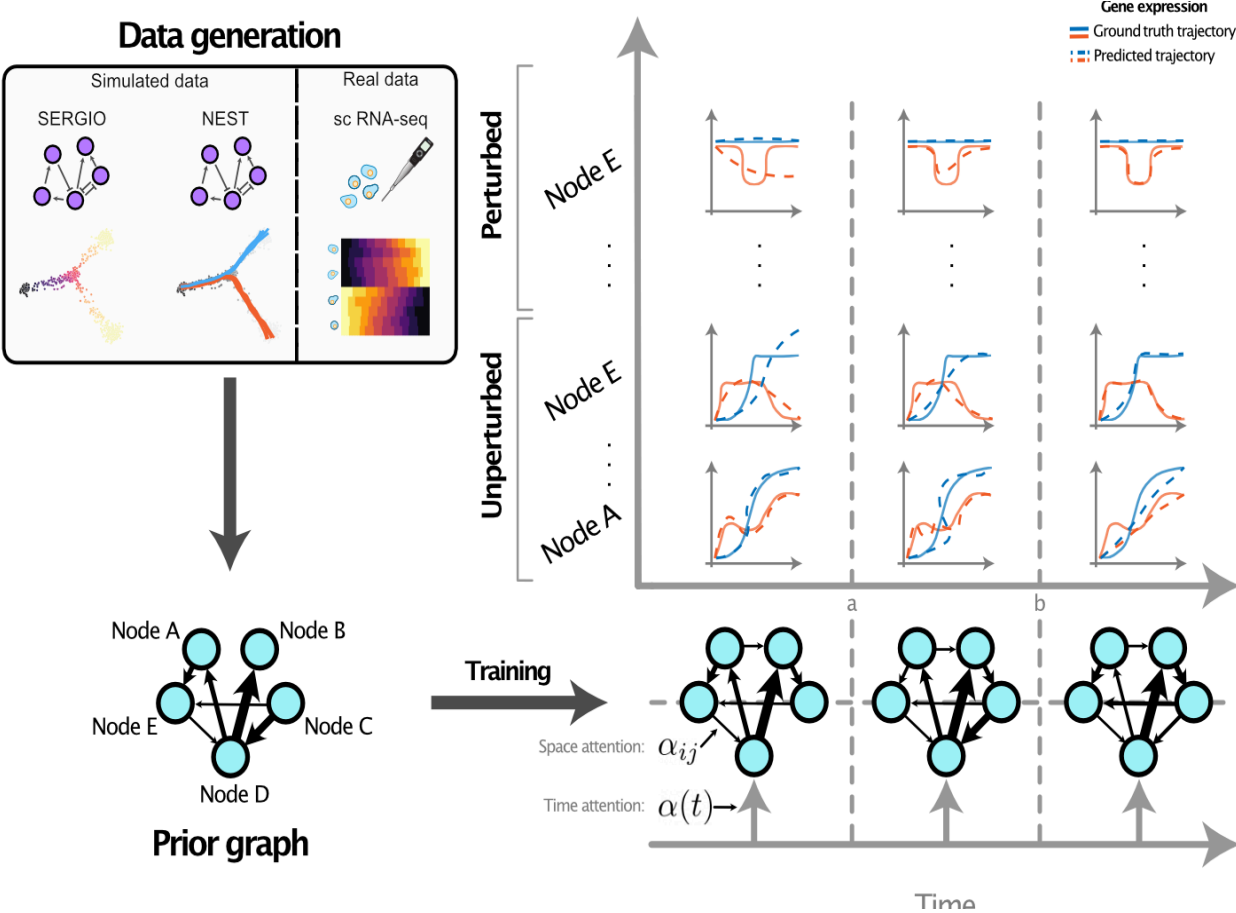 Data generation
Simulated data
Real data
SERGIO
NEST
sc RNA-seq
Gene expression
Ground truth trajectory
Predicted trajectory
Perturbed
Node E
Unperturbed
Node E
Node A
a
b
Node A
Node B
Node E
Node C
Node D
Prior graph
Training
Space attention: αij
Time attention: α(t)
Time